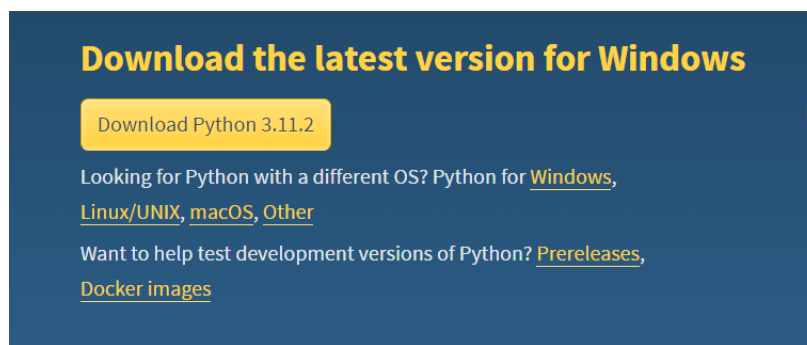 Download the latest version for Windows
Download Python 3.11.2
Looking for Python with a different OS? Python for Windows,
Linux/UNIX, macOS, Other
Want to help test development versions of Python? Prereleases,
Docker images